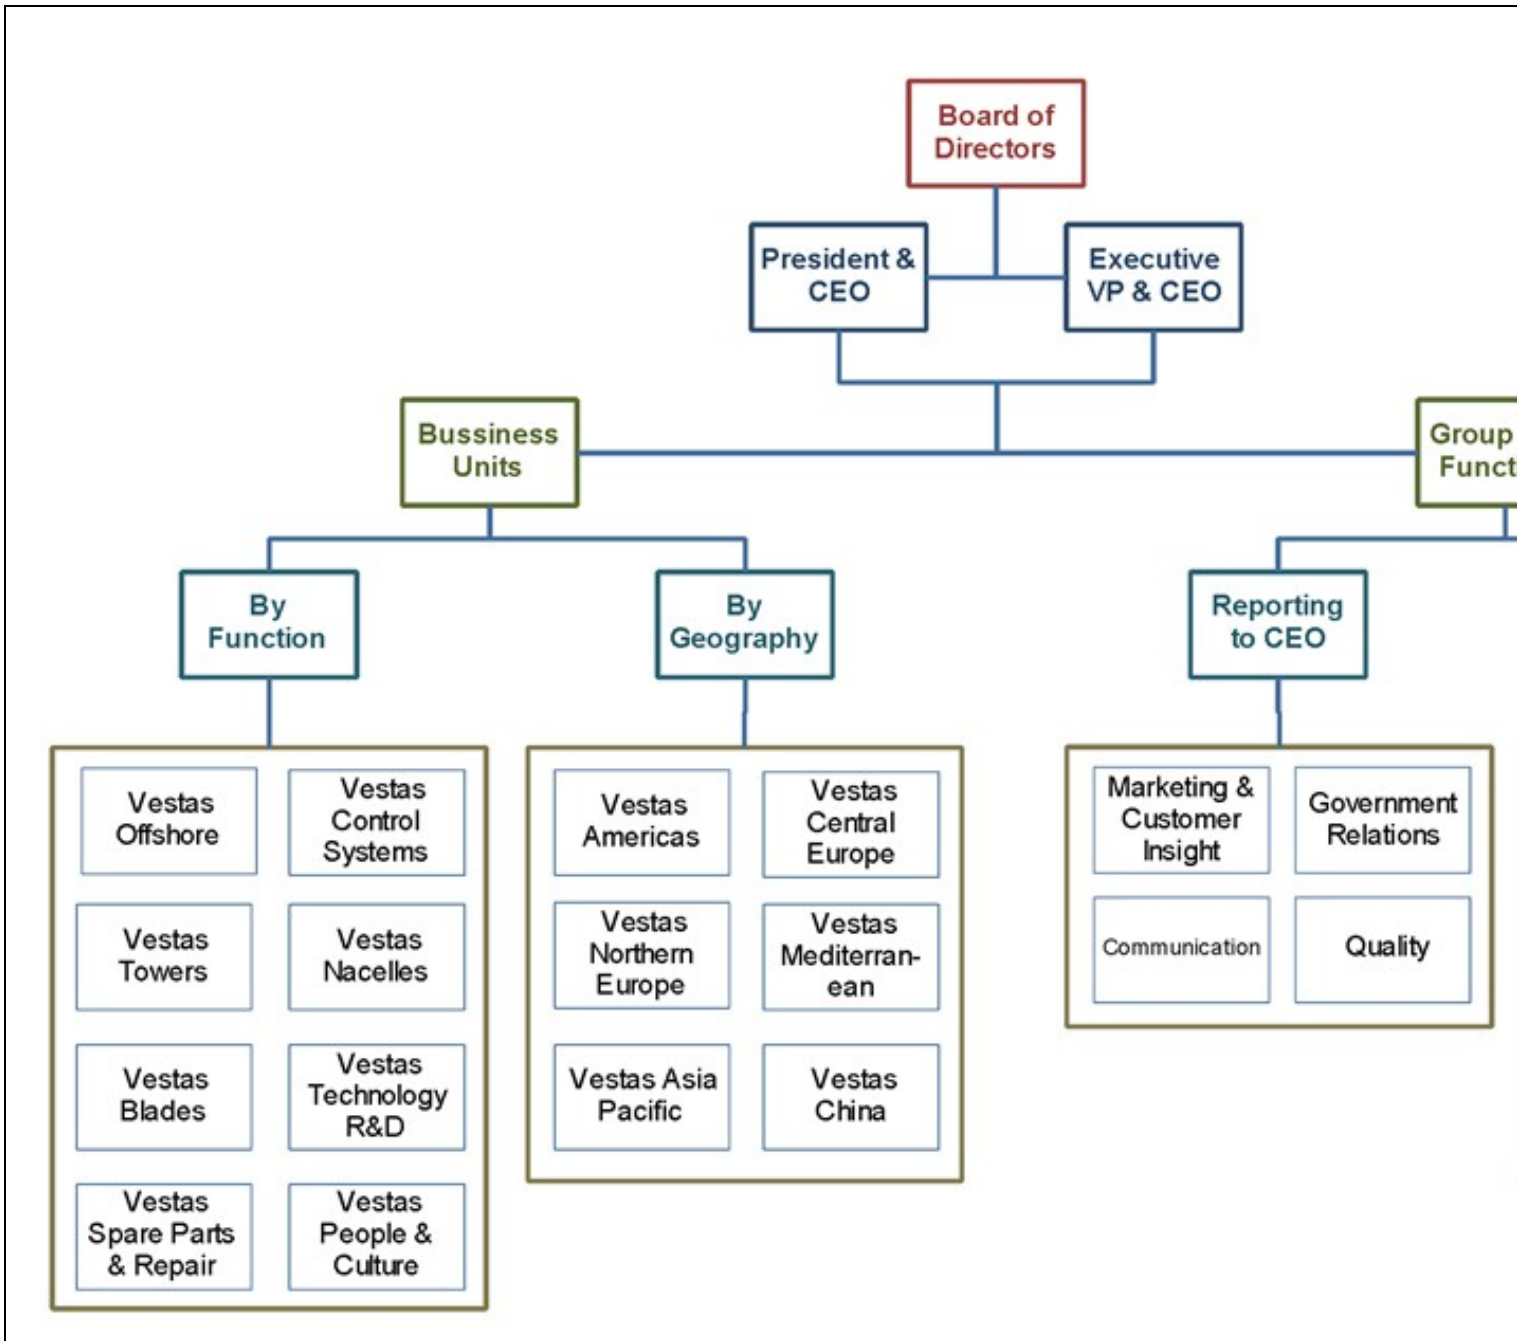 Board of
Directors
President &
CEO
Executive
VP & CEO
Bussiness
Units
Group
Funct
By
Function
By
Geography
Reporting
to CEO
Vestas
Offshore
Vestas
Control
Systems
Vestas
Towers
Vestas
Nacelles
Vestas
Blades
Vestas
Technology
R&D
Vestas
Spare Parts
& Repair
Vestas
People &
Culture
Vestas
Americas
Vestas
Central
Europe
Vestas
Northern
Europe
Vestas
Mediterran-
ean
Vestas Asia
Pacific
Vestas
China
Marketing &
Customer
Insight
Government
Relations
Communication
Quality